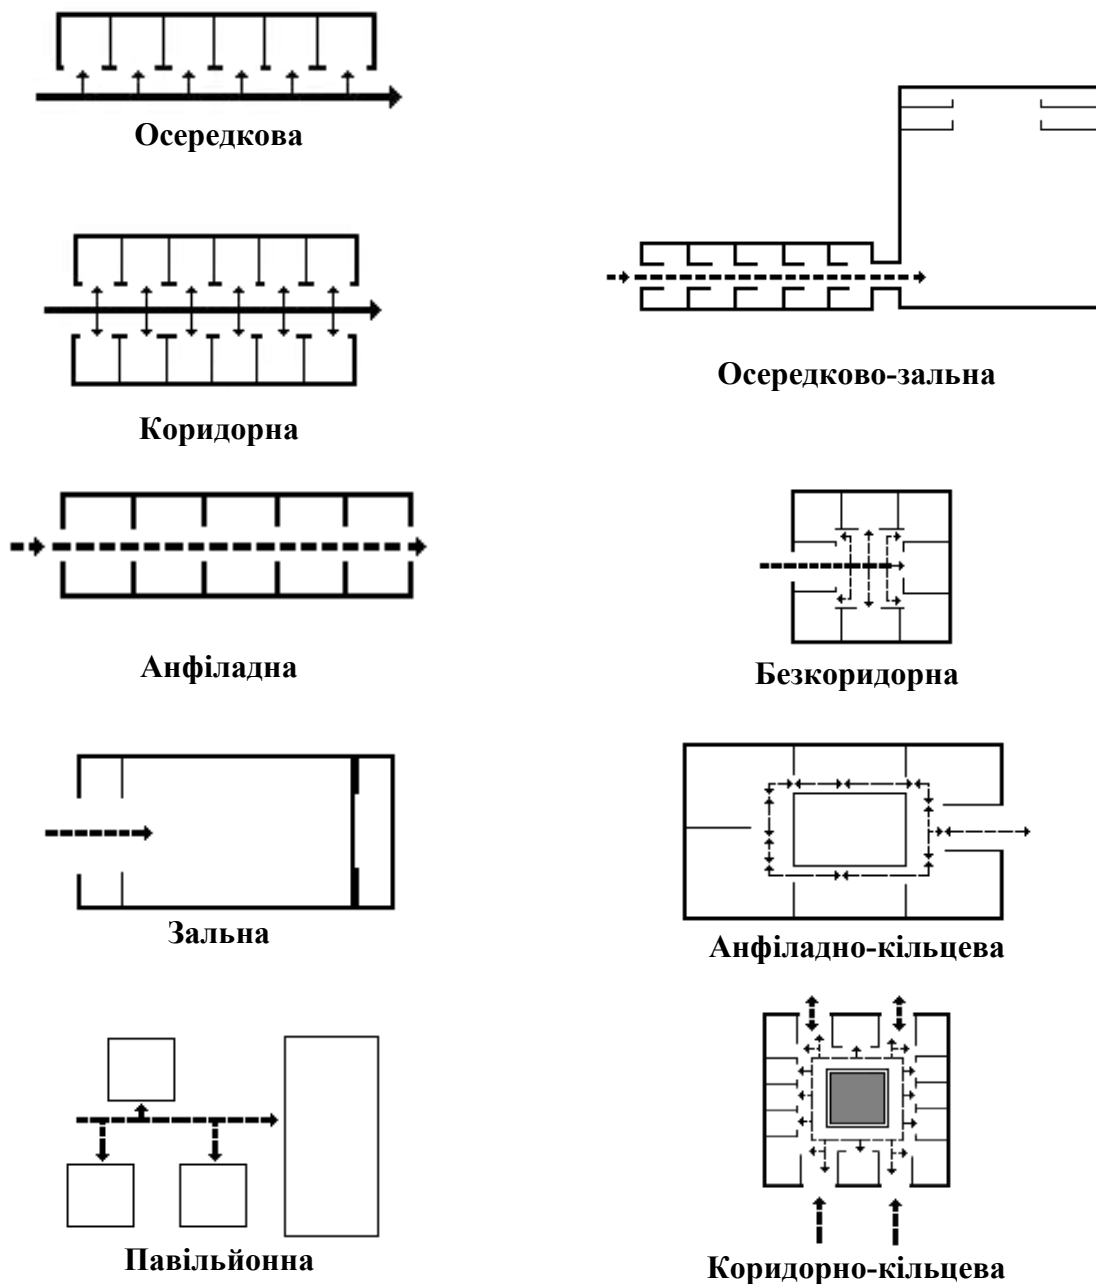 Осередкова
Коридорна
Анфіладна
Зальна
Павільйонна
Осередково-зальна
Безкоридорна
Анфіладно-кільцева
Коридорно-кільцева